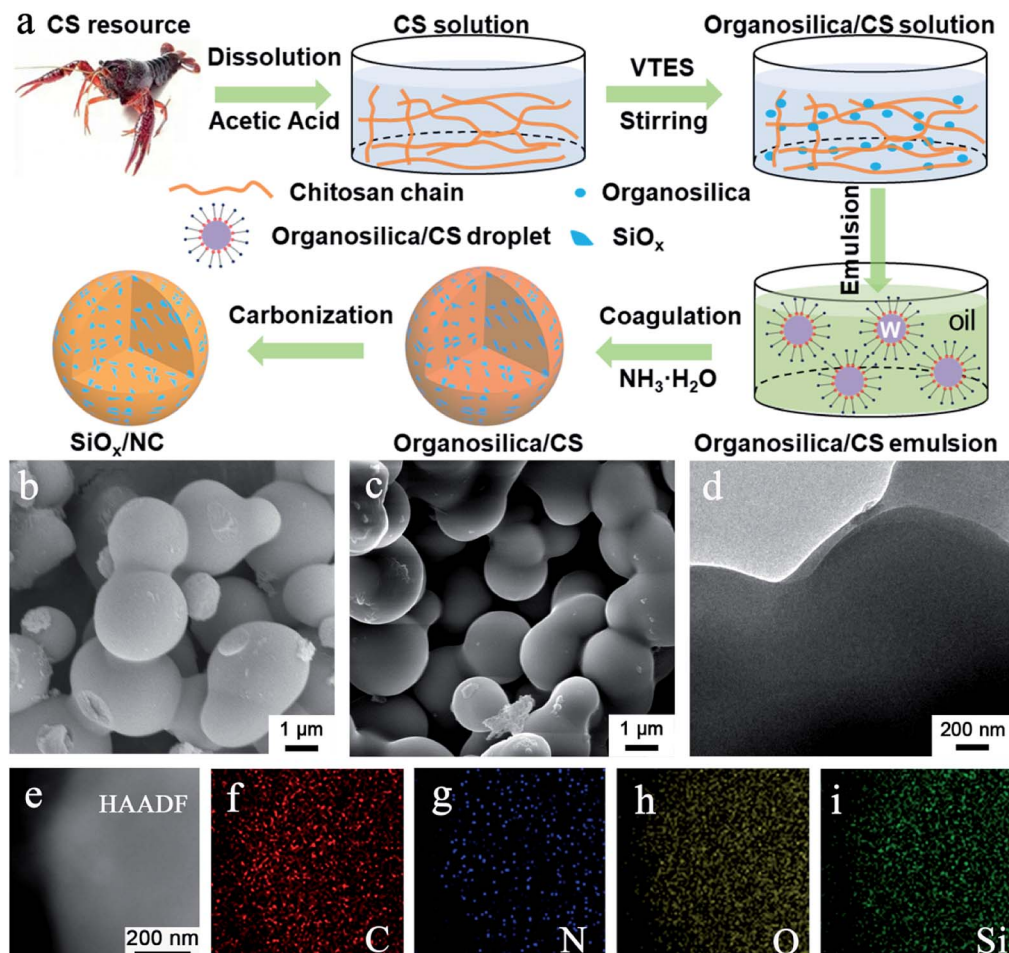 a
CS resource
CS solution
Organosilica/CS solution
Dissolution
Acetic Acid
VTES
Stirring
Chitosan chain
Organosilica
Organosilica/CS droplet
SiOₓ
Emulsion
W
oil
Carbonization
Coagulation
NH₃·H₂O
SiOₓ/NC
Organosilica/CS
Organosilica/CS emulsion
b
1 μm
c
1 μm
d
200 nm
e
HAADF
200 nm
f
C
g
N
h
O
i
Si